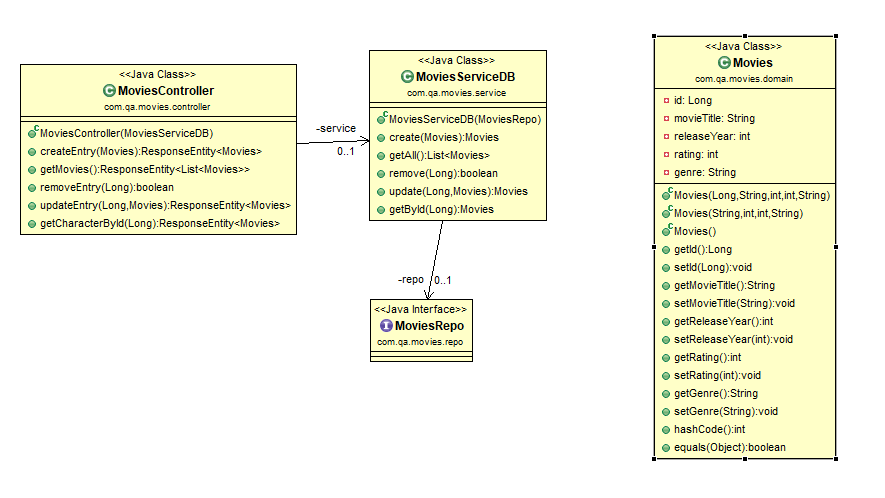 <<Java Class>>
MoviesController
com.qa.movies.controller
MoviesController(MoviesServiceDB)
createEntry(Movies):ResponseEntity<Movies>
getMovies():ResponseEntity<List<Movies>>
removeEntry(Long):boolean
updateEntry(Long,Movies):ResponseEntity<Movies>
getCharacterById(Long):ResponseEntity<Movies>
-service
0..1
<<Java Class>>
MoviesServiceDB
com.qa.movies.service
MoviesServiceDB(MoviesRepo)
create(Movies):Movies
getAll():List<Movies>
remove(Long):boolean
update(Long,Movies):Movies
getById(Long):Movies
-repo
0..1
<<Java Interface>>
MoviesRepo
com.qa.movies.repo
<<Java Class>>
Movies
com.qa.movies.domain
id: Long
movieTitle: String
releaseYear: int
rating: int
genre: String
Movies(Long,String,int,int,String)
Movies(String,int,int,String)
Movies()
getId():Long
setId(Long):void
getMovieTitle():String
setMovieTitle(String):void
getReleaseYear():int
setReleaseYear(int):void
getRating():int
setRating(int):void
getGenre():String
setGenre(String):void
hashCode():int
equals(Object):boolean